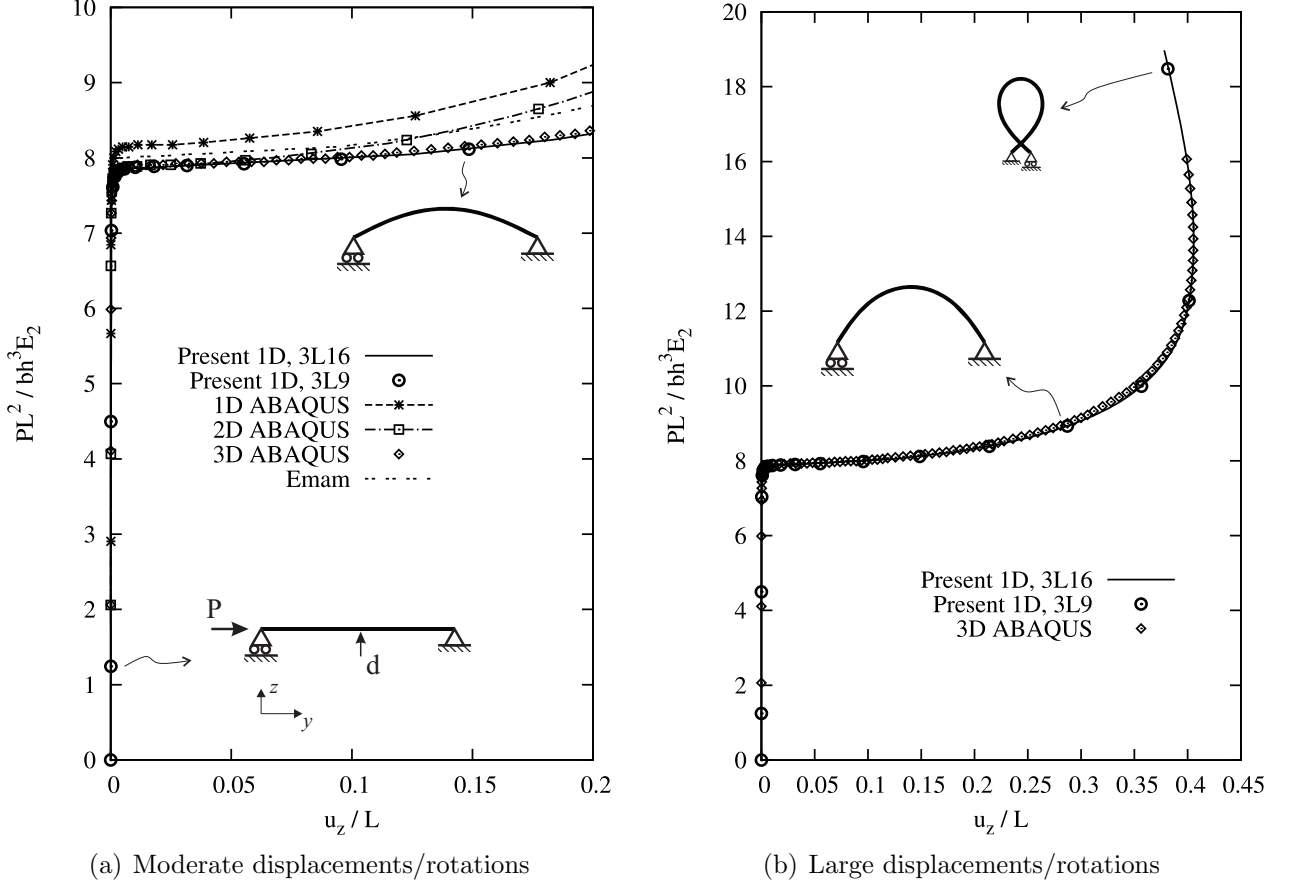 10
9
8
7
6
5
4
3
2
1
0
0 0.05 0.1 0.15 0.2
PL² / bh³E₂
u_z / L
Present 1D, 3L16
Present 1D, 3L9
1D ABAQUS
2D ABAQUS
3D ABAQUS
Emam
P
d
z
y
(a) Moderate displacements/rotations
20
18
16
14
12
10
8
6
4
2
0
0 0.05 0.1 0.15 0.2 0.25 0.3 0.35 0.4 0.45
PL² / bh³E₂
u_z / L
Present 1D, 3L16
Present 1D, 3L9
3D ABAQUS
(b) Large displacements/rotations